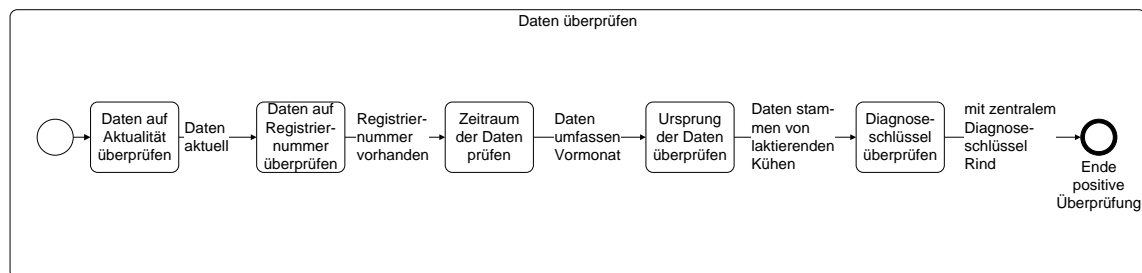 Daten überprüfen
Daten auf
Aktualität
überprüfen
Daten
aktuell
Daten auf
Registrier-
nummer
überprüfen
Registrier-
nummer
vorhanden
Zeitraum
der Daten
prüfen
Daten
umfassen
Vormonat
Ursprung
der Daten
überprüfen
Daten stam-
men von
laktierenden
Kühen
Diagnose-
schlüssel
überprüfen
mit zentralem
Diagnose-
schlüssel
Rind
Ende
positive
Überprüfung